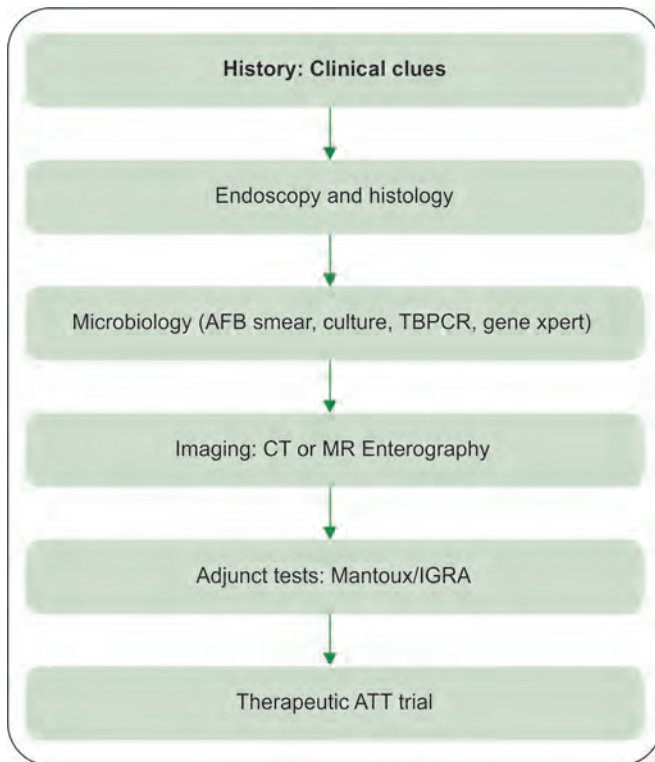 History: Clinical clues
Endoscopy and histology
Microbiology (AFB smear, culture, TBPCR, gene xpert)
Imaging: CT or MR Enterography
Adjunct tests: Mantoux/IGRA
Therapeutic ATT trial